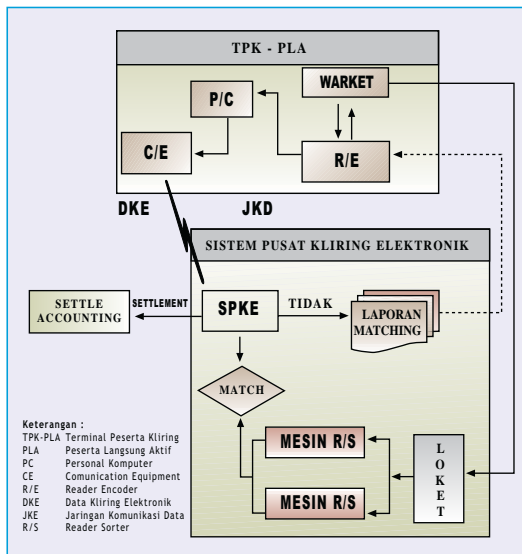 TPK - PLA
WARKET
P/C
C/E
R/E
DKE
JKD
SISTEM PUSAT KLIRING ELEKTRONIK
SETTLE
ACCOUNTING
SETTLEMENT
SPKE
TIDAK
LAPORAN
MATCHING
MATCH
MESIN R/S
MESIN R/S
LOKET
Keterangan :
TPK-PLA Terminal Peserta Kliring
PLA Peserta Langsung Aktif
PC Personal Komputer
CE Comunication Equipment
R/E Reader Encoder
DKE Data Kliring Elektronik
JKE Jaringan Komunikasi Data
R/S Reader Sorter